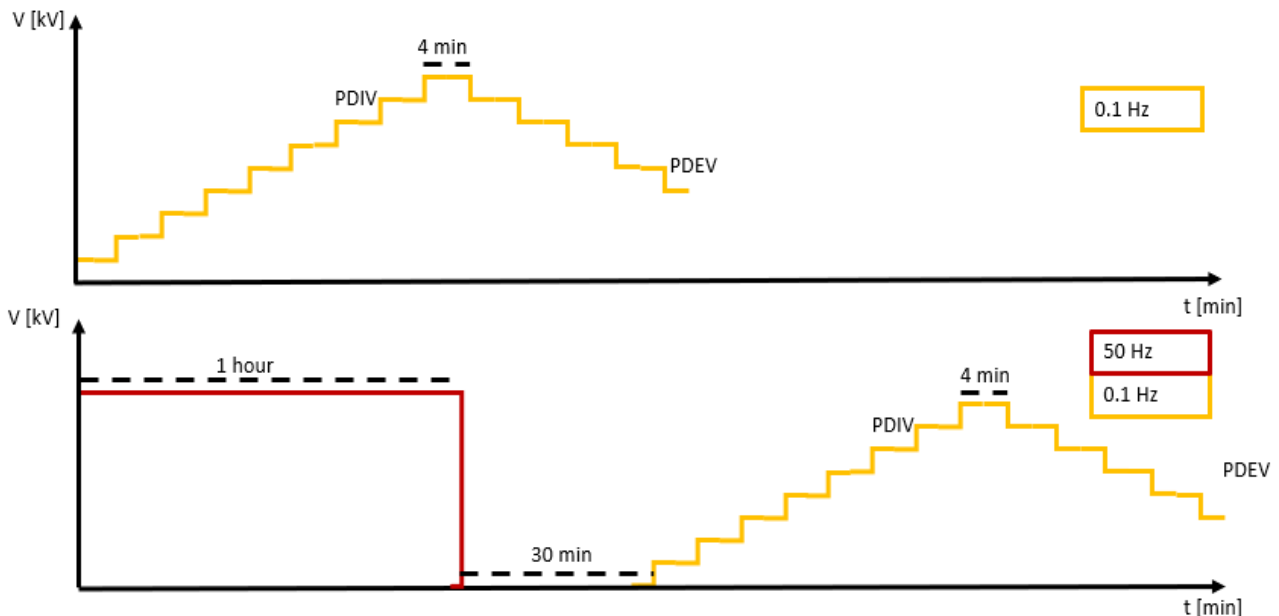 V [kV]
4 min
PDIV
0.1 Hz
PDEV
t [min]
V [kV]
1 hour
50 Hz
4 min
0.1 Hz
PDIV
PDEV
30 min
t [min]